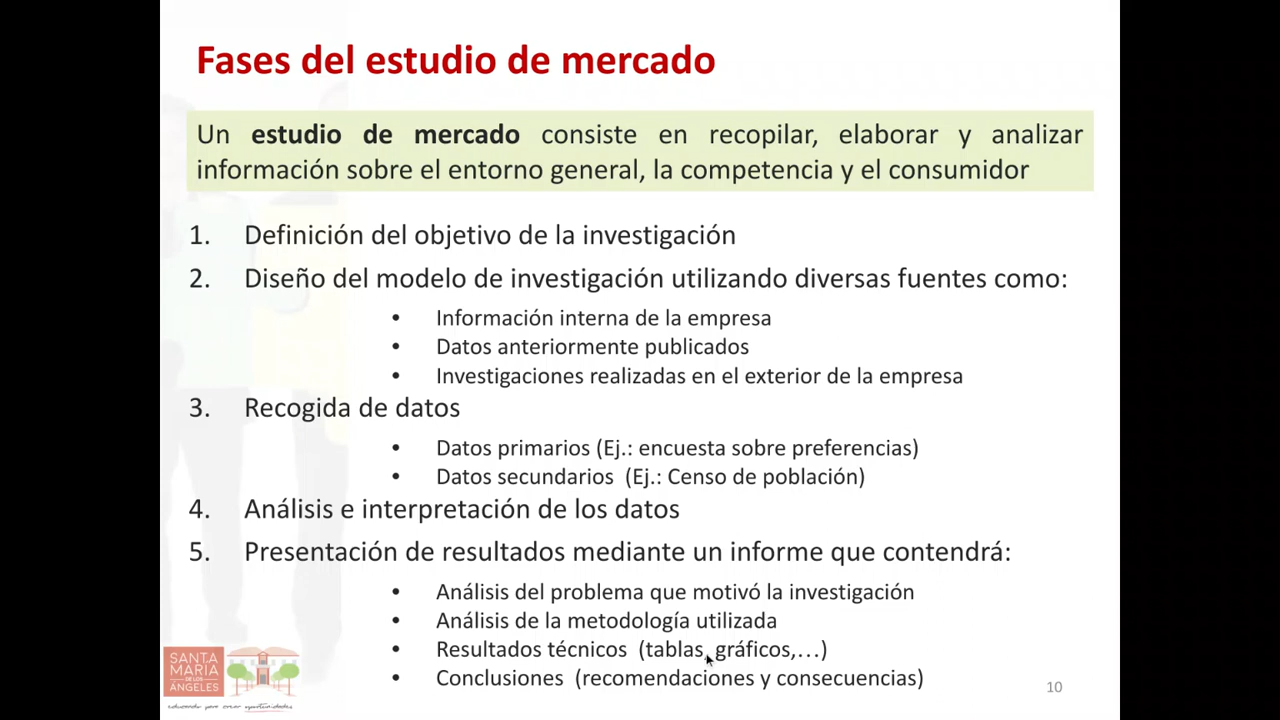 Fases del estudio de mercado
Un estudio de mercado consiste en recopilar, elaborar y analizar
información sobre el entorno general, la competencia y el consumidor
1. Definición del objetivo de la investigación
2. Diseño del modelo de investigación utilizando diversas fuentes como:
• Información interna de la empresa
• Datos anteriormente publicados
• Investigaciones realizadas en el exterior de la empresa
3. Recogida de datos
• Datos primarios (Ej.: encuesta sobre preferencias)
• Datos secundarios (Ej.: Censo de población)
4. Análisis e interpretación de los datos
5. Presentación de resultados mediante un informe que contendrá:
• Análisis del problema que motivó la investigación
• Análisis de la metodología utilizada
• Resultados técnicos (tablas, gráficos,...)
• Conclusiones (recomendaciones y consecuencias)
SANTA
MARIA
DE LOS
ÁNGELES
educando para crear oportunidades
10